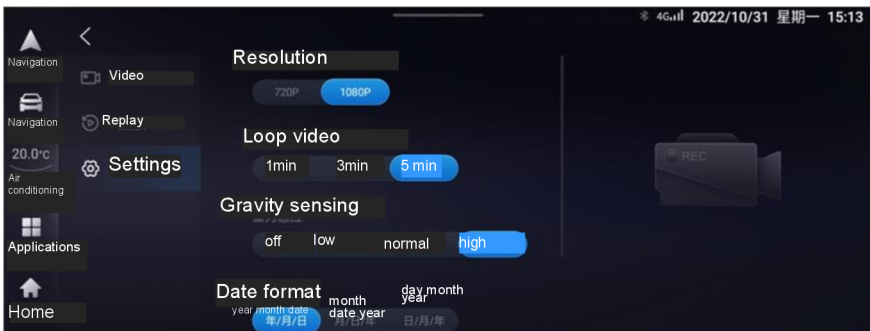 4G 2022/10/31 星期一 15:13
Navigation
Video
Resolution
720P 1080P
Navigation
Replay
Loop video
20.0°C
Air
conditioning
Settings
1min 3min 5 min
REC
Gravity sensing
Applications
off low normal high
Date format
year month date
month
date year
day month
year
Home
年/月/日 月/日/年 日/月/年